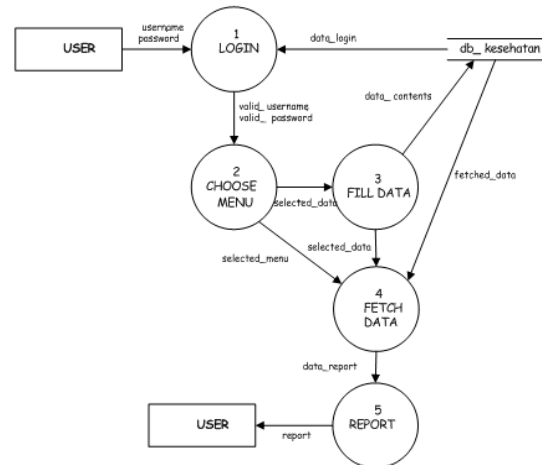 username
password
USER
1
LOGIN
data_login
db_ kesehatan
valid_ username
valid_ password
data_ contents
2
CHOOSE
MENU
selected_data
3
FILL DATA
fetched_data
selected_menu
selected_data
4
FETCH
DATA
data_report
5
REPORT
USER
report